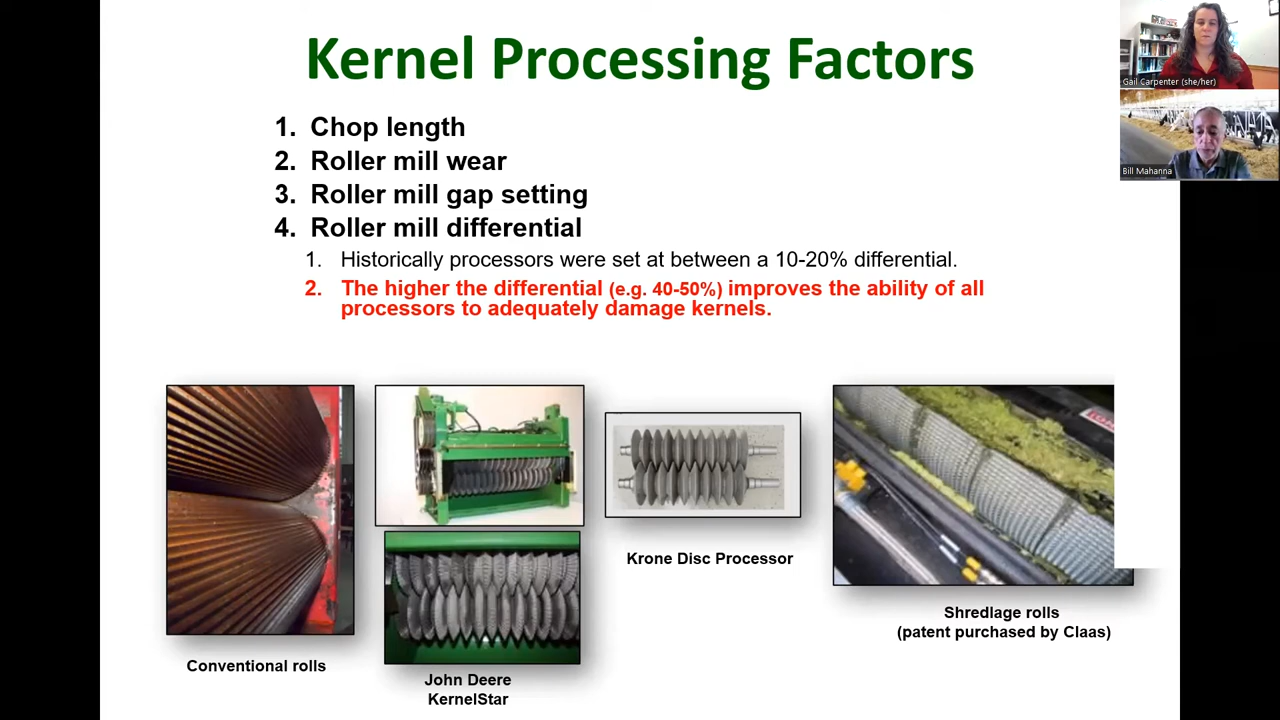 Kernel Processing Factors
1. Chop length
2. Roller mill wear
3. Roller mill gap setting
4. Roller mill differential
1. Historically processors were set at between a 10-20% differential.
2. The higher the differential (e.g. 40-50%) improves the ability of all
processors to adequately damage kernels.
Gail Carpenter (she/her)
Bill Mahanna
Conventional rolls
John Deere
KernelStar
Krone Disc Processor
Shredlage rolls
(patent purchased by Claas)